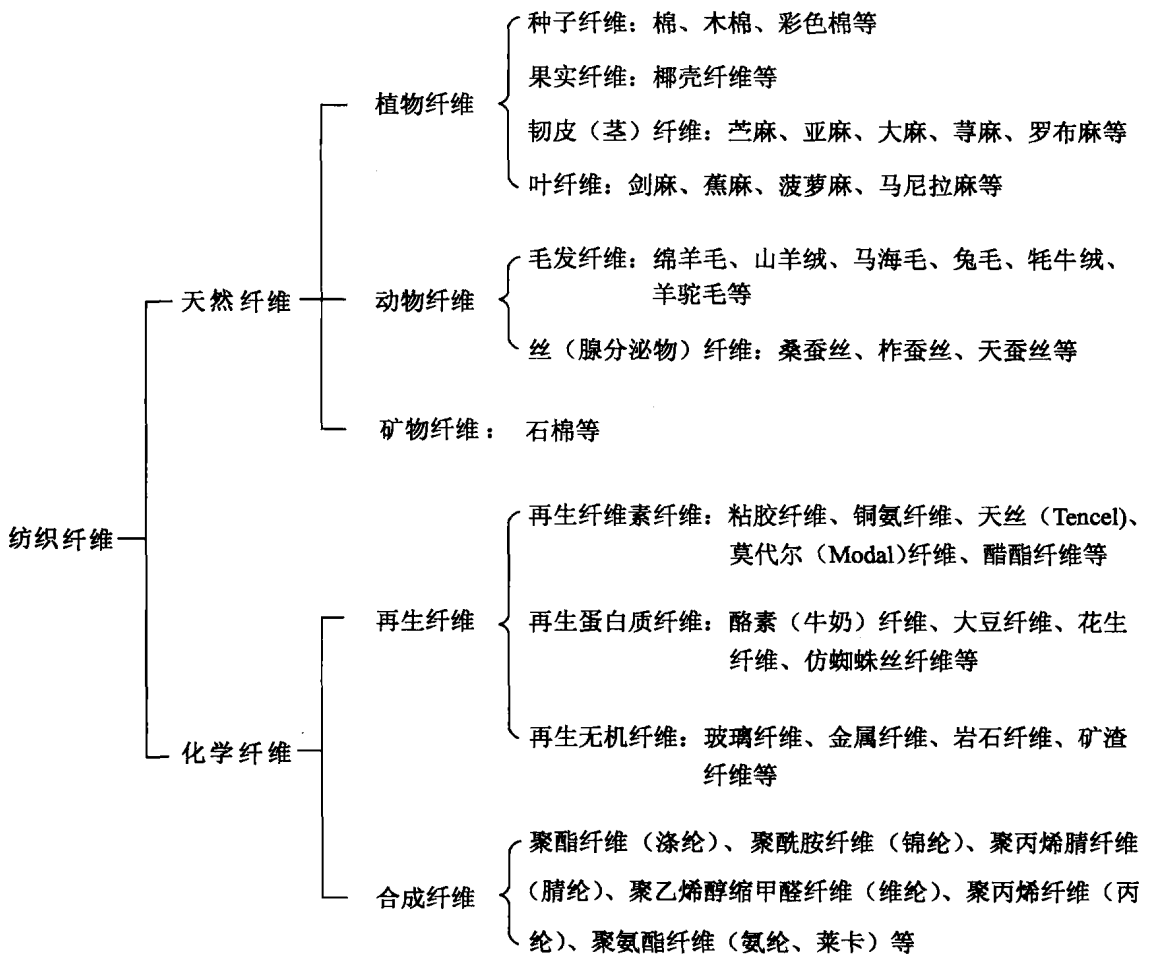 种子纤维：棉、木棉、彩色棉等
果实纤维：椰壳纤维等
植物纤维
韧皮（茎）纤维：苎麻、亚麻、大麻、荨麻、罗布麻等
叶纤维：剑麻、蕉麻、菠萝麻、马尼拉麻等
毛发纤维：绵羊毛、山羊绒、马海毛、兔毛、牦牛绒、
羊驼毛等
天然纤维
动物纤维
丝（腺分泌物）纤维：桑蚕丝、柞蚕丝、天蚕丝等
矿物纤维：石棉等
纺织纤维
再生纤维素纤维：粘胶纤维、铜氨纤维、天丝（Tencel)、
莫代尔（Modal)纤维、醋酯纤维等
再生纤维
再生蛋白质纤维：酪素（牛奶）纤维、大豆纤维、花生
纤维、仿蜘蛛丝纤维等
化学纤维
再生无机纤维：玻璃纤维、金属纤维、岩石纤维、矿渣
纤维等
聚酯纤维（涤纶）、聚酰胺纤维（锦纶）、聚丙烯腈纤维
合成纤维
（腈纶）、聚乙烯醇缩甲醛纤维（维纶）、聚丙烯纤维（丙
纶）、聚氨酯纤维（氨纶、莱卡）等